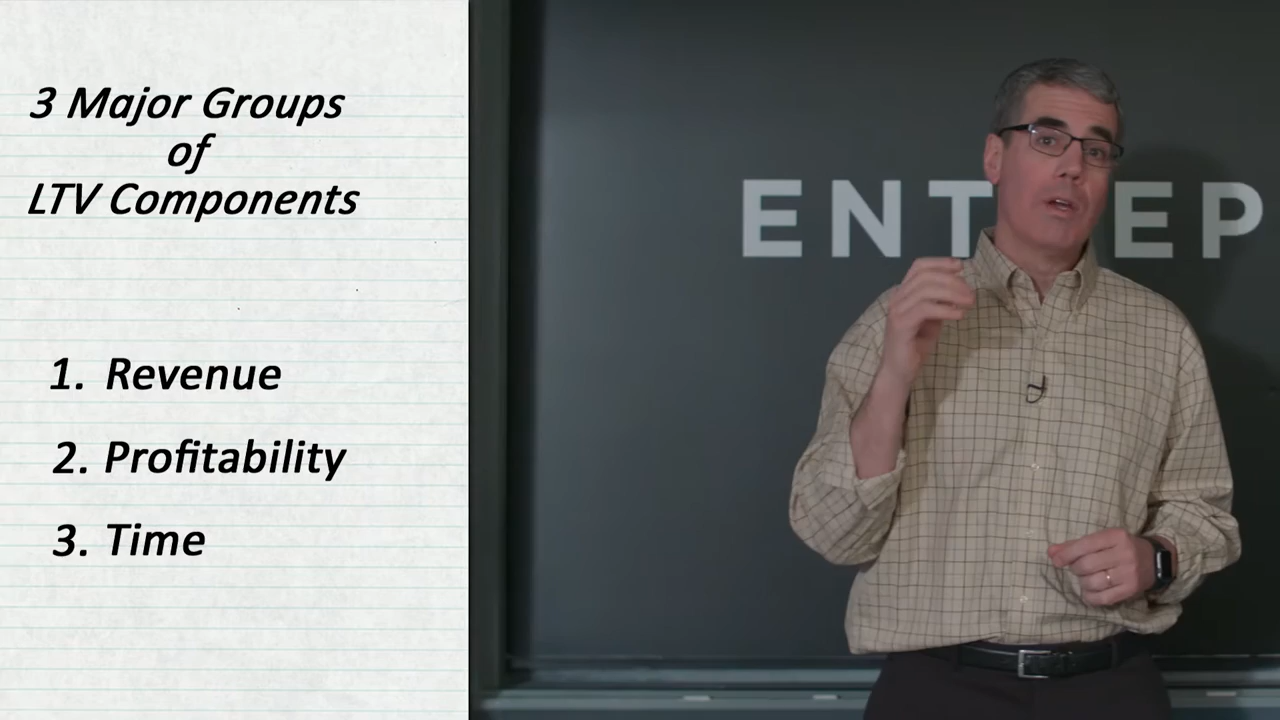 3 Major Groups
of
LTV Components
1. Revenue
2. Profitability
3. Time
ENT EP